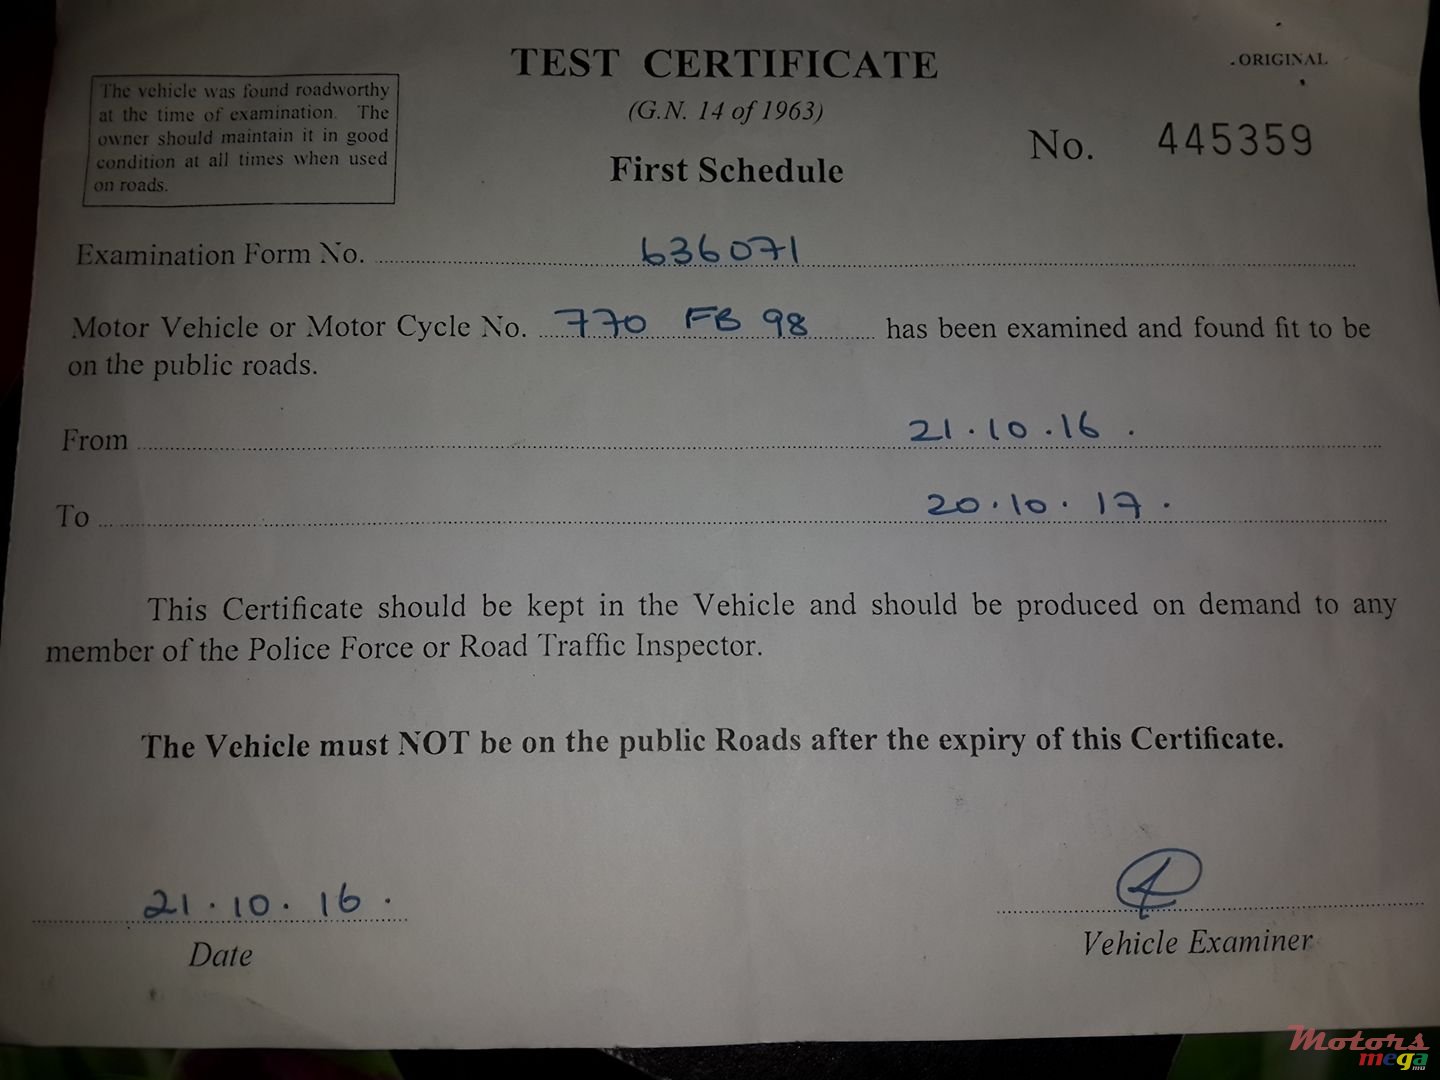 TEST CERTIFICATE
. ORIGINAL
(G.N. 14 of 1963)
First Schedule
No. 445359
The vehicle was found roadworthy
at the time of examination. The
owner should maintain it in good
condition at all times when used
on roads.
Examination Form No. 636071
Motor Vehicle or Motor Cycle No. 770 FB 98 has been examined and found fit to be
on the public roads.
From 21.10.16.
To 20.10.17.
This Certificate should be kept in the Vehicle and should be produced on demand to any
member of the Police Force or Road Traffic Inspector.
The Vehicle must NOT be on the public Roads after the expiry of this Certificate.
21.10.16.
Date
Vehicle Examiner
Motors
mega
.mu